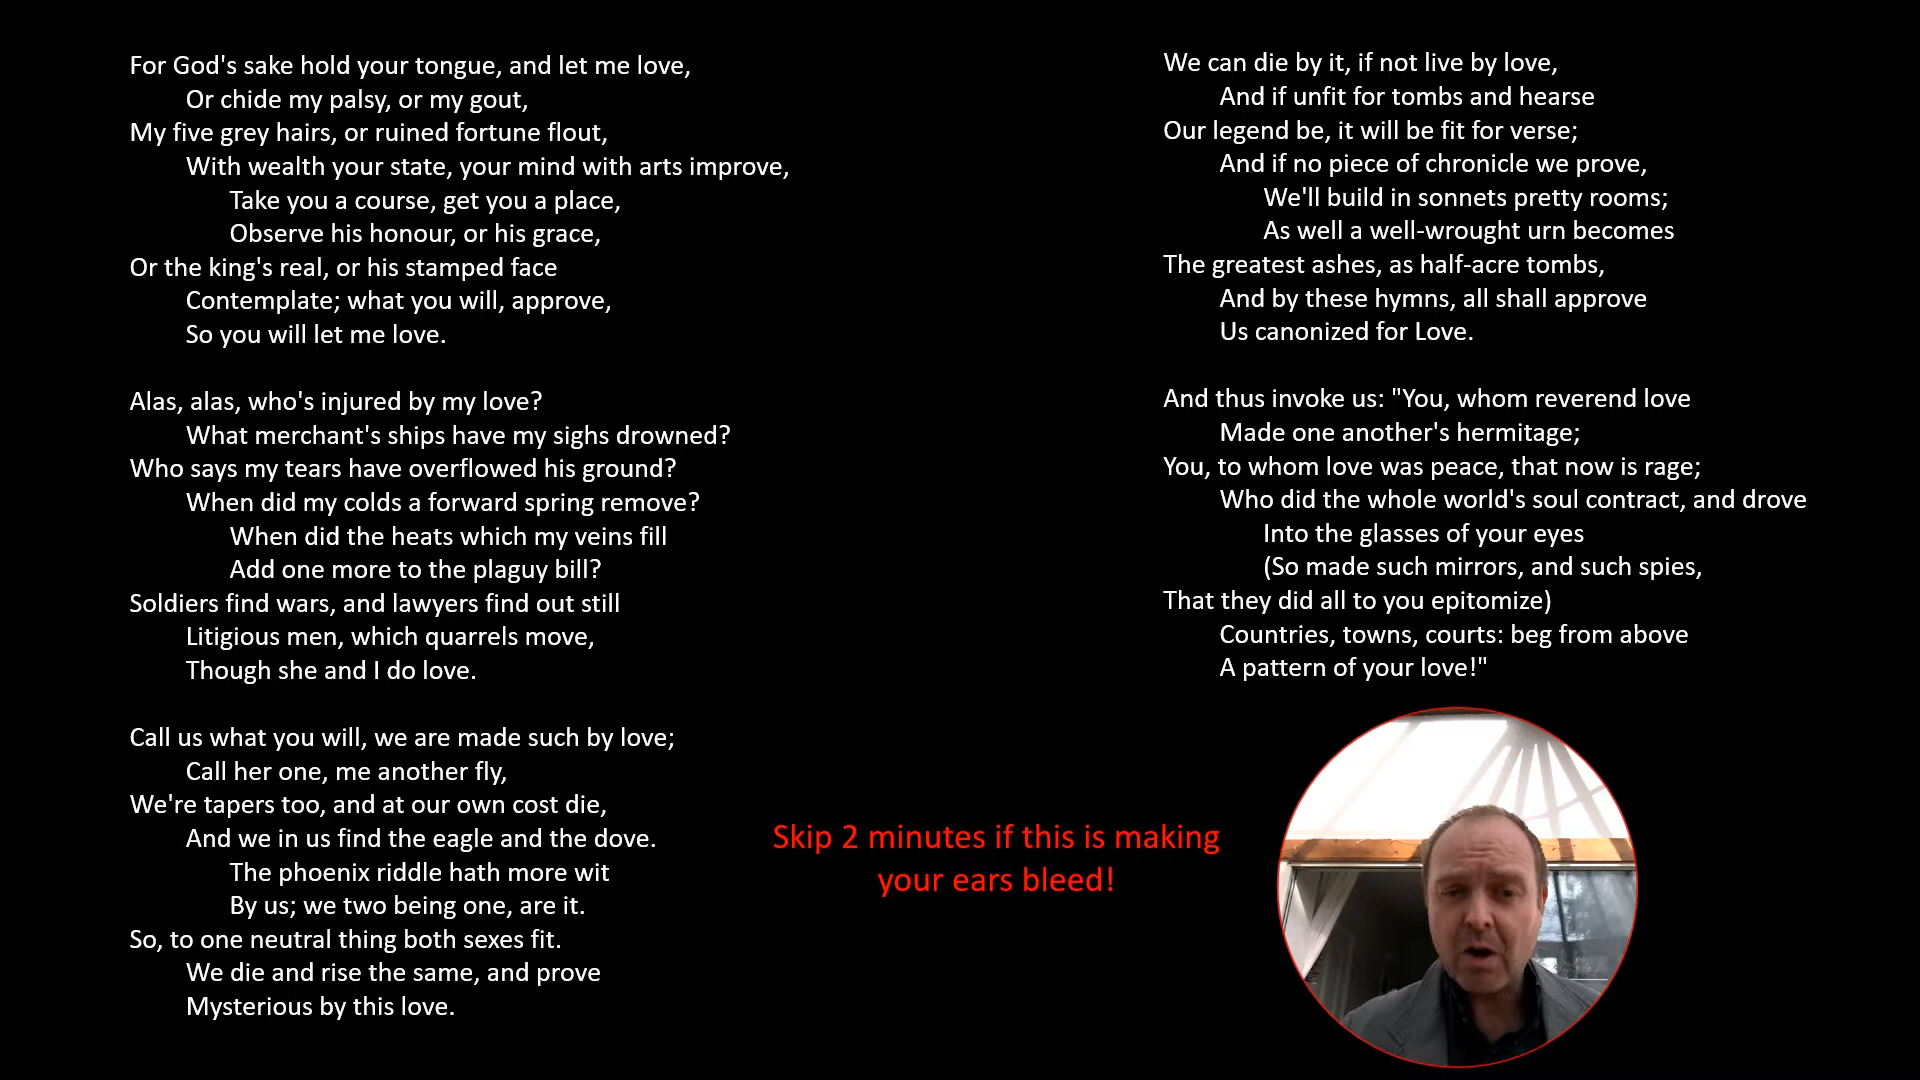 For God's sake hold your tongue, and let me love,
Or chide my palsy, or my gout,
My five grey hairs, or ruined fortune flout,
With wealth your state, your mind with arts improve,
Take you a course, get you a place,
Observe his honour, or his grace,
Or the king's real, or his stamped face
Contemplate; what you will, approve,
So you will let me love.
Alas, alas, who's injured by my love?
What merchant's ships have my sighs drowned?
Who says my tears have overflowed his ground?
When did my colds a forward spring remove?
When did the heats which my veins fill
Add one more to the plaguy bill?
Soldiers find wars, and lawyers find out still
Litigious men, which quarrels move,
Though she and I do love.
Call us what you will, we are made such by love;
Call her one, me another fly,
We're tapers too, and at our own cost die,
And we in us find the eagle and the dove.
The phoenix riddle hath more wit
By us; we two being one, are it.
So, to one neutral thing both sexes fit.
We die and rise the same, and prove
Mysterious by this love.
We can die by it, if not live by love,
And if unfit for tombs and hearse
Our legend be, it will be fit for verse;
And if no piece of chronicle we prove,
We'll build in sonnets pretty rooms;
As well a well-wrought urn becomes
The greatest ashes, as half-acre tombs,
And by these hymns, all shall approve
Us canonized for Love.
And thus invoke us: "You, whom reverend love
Made one another's hermitage;
You, to whom love was peace, that now is rage;
Who did the whole world's soul contract, and drove
Into the glasses of your eyes
(So made such mirrors, and such spies,
That they did all to you epitomize)
Countries, towns, courts: beg from above
A pattern of your love!"
Skip 2 minutes if this is making
your ears bleed!